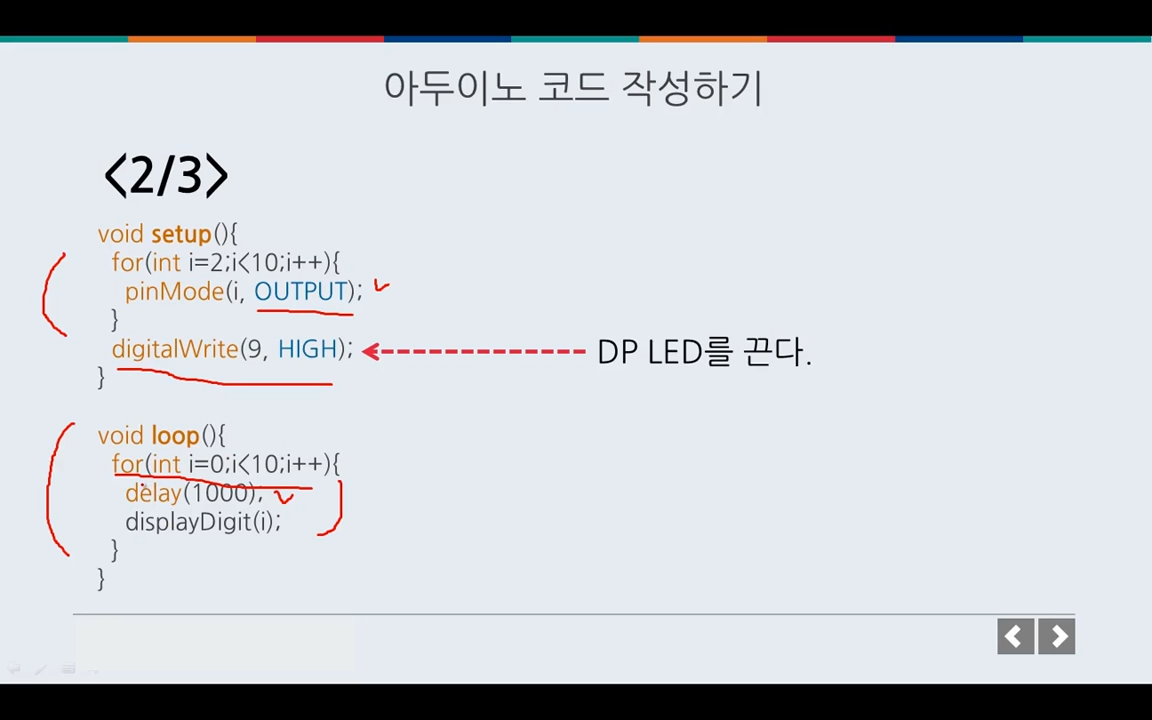 아두이노 코드 작성하기
<2/3>
void setup(){
for(int i=2;i<10;i++){
pinMode(i, OUTPUT);
}
digitalWrite(9, HIGH);
DP LED를 끈다.
}
void loop(){
for(int i=0;i<10;i++){
delay(1000);
displayDigit(i);
}
}